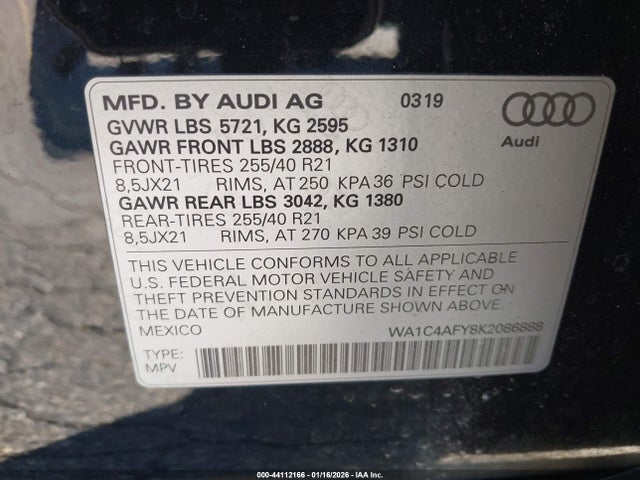 MFD. BY AUDI AG 0319
GVWR LBS 5721, KG 2595
GAWR FRONT LBS 2888, KG 1310
FRONT-TIRES 255/40 R21
8,5JX21 RIMS, AT 250 KPA 36 PSI COLD
GAWR REAR LBS 3042, KG 1380
REAR-TIRES 255/40 R21
8,5JX21 RIMS, AT 270 KPA 39 PSI COLD
Audi
THIS VEHICLE CONFORMS TO ALL APPLICABLE
U.S. FEDERAL MOTOR VEHICLE SAFETY AND
THEFT PREVENTION STANDARDS IN EFFECT ON
THE DATE OF MANUFACTURE SHOWN ABOVE.
MEXICO WA1C4AFY8K2086888
TYPE:
MPV
000-44112166 - 01/16/2026 - IAA Inc.